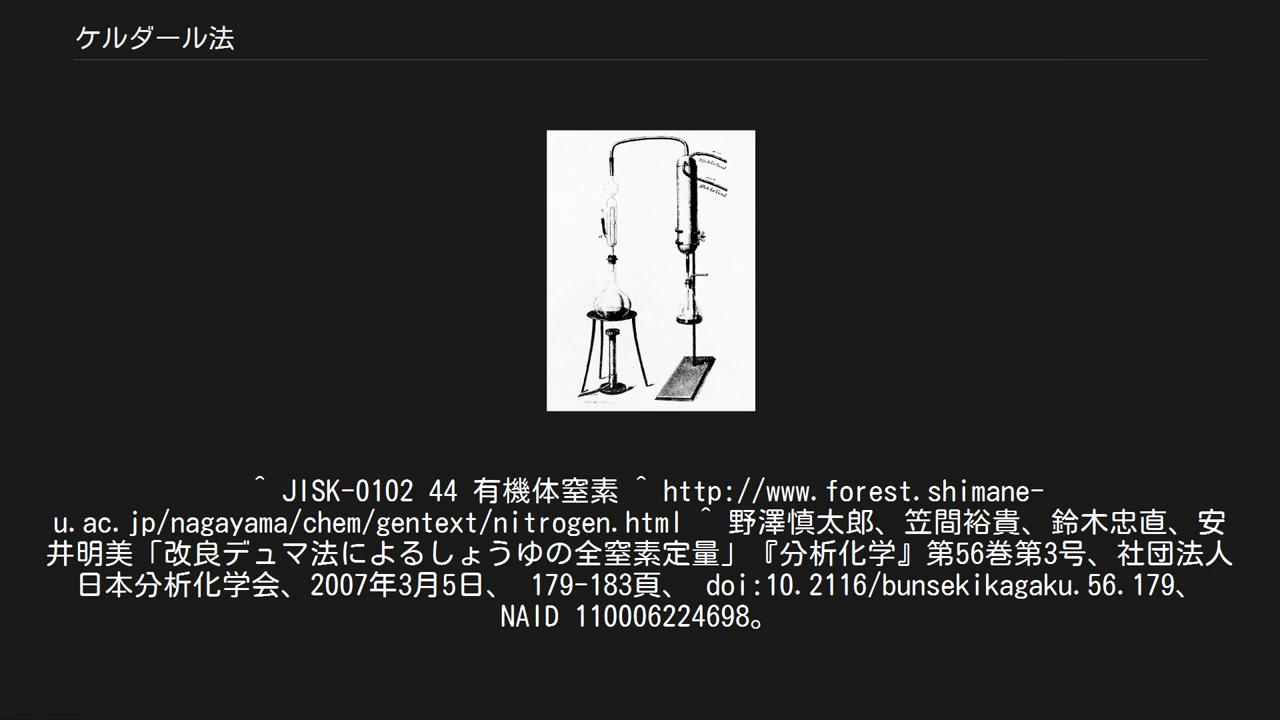 ケルダール法
^ JISK-0102 44 有機体窒素 ^ http://www.forest.shimane-
u.ac.jp/nagayama/chem/gentext/nitrogen.html ^ 野澤慎太郎、笠間裕貴、鈴木忠直、安
井明美「改良デュマ法によるしょうゆの全窒素定量」『分析化学』第56巻第3号、社団法人
日本分析化学会、2007年3月5日、 179-183頁、 doi:10.2116/bunsekikagaku.56.179、
NAID 110006224698。